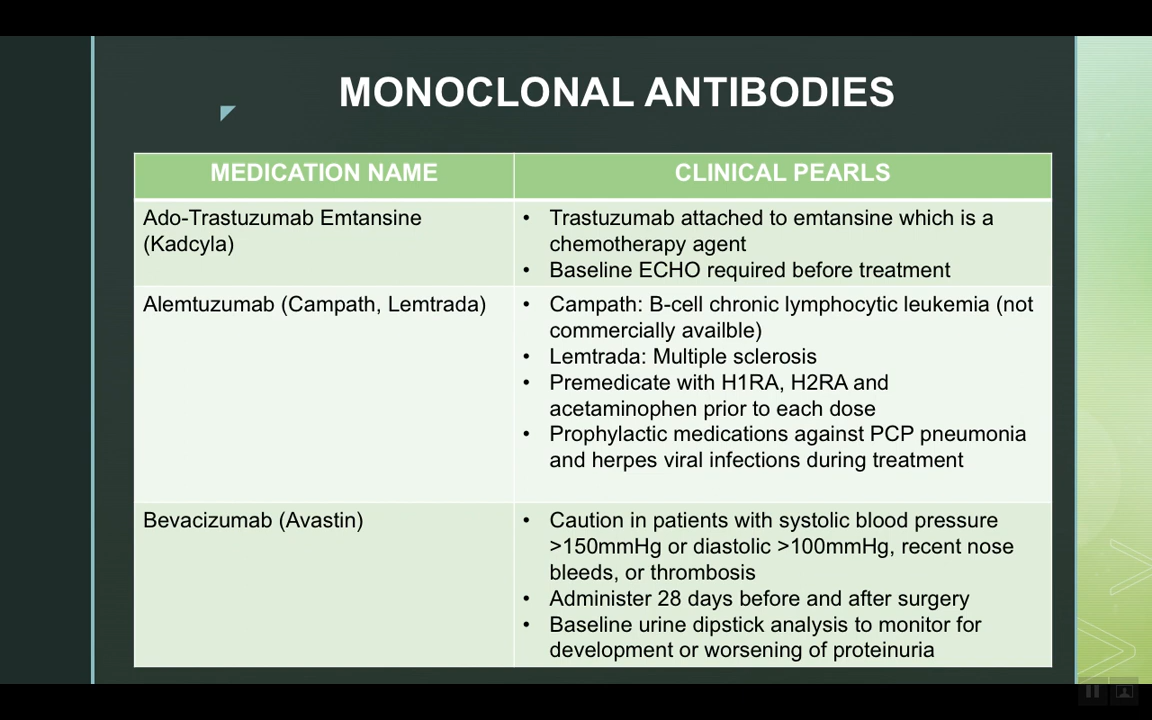 MONOCLONAL ANTIBODIES
MEDICATION NAME
CLINICAL PEARLS
Ado-Trastuzumab Emtansine
(Kadcyla)
• Trastuzumab attached to emtansine which is a
chemotherapy agent
• Baseline ECHO required before treatment
Alemtuzumab (Campath, Lemtrada)
• Campath: B-cell chronic lymphocytic leukemia (not
commercially availble)
• Lemtrada: Multiple sclerosis
• Premedicate with H1RA, H2RA and
acetaminophen prior to each dose
• Prophylactic medications against PCP pneumonia
and herpes viral infections during treatment
Bevacizumab (Avastin)
• Caution in patients with systolic blood pressure
>150mmHg or diastolic >100mmHg, recent nose
bleeds, or thrombosis
• Administer 28 days before and after surgery
• Baseline urine dipstick analysis to monitor for
development or worsening of proteinuria